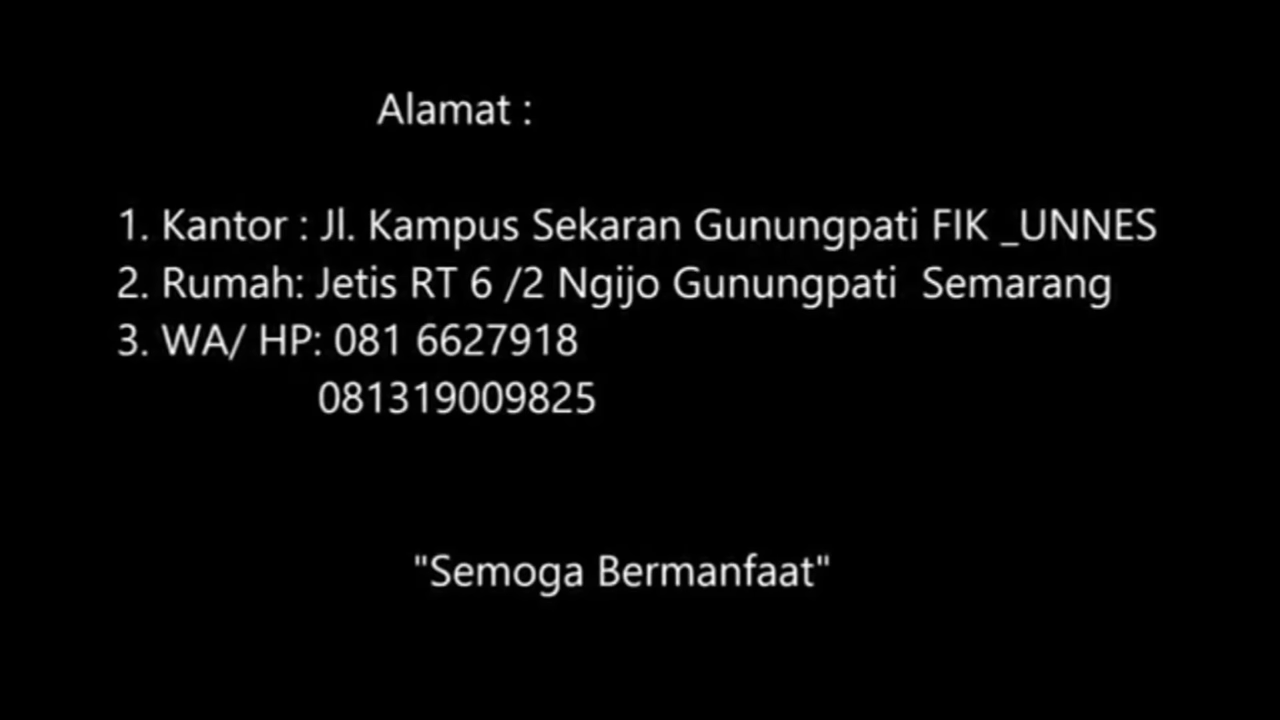 Alamat :
1. Kantor : Jl. Kampus Sekaran Gunungpati FIK _UNNES
2. Rumah: Jetis RT 6 /2 Ngijo Gunungpati  Semarang
3. WA/ HP: 081 6627918
081319009825
"Semoga Bermanfaat"